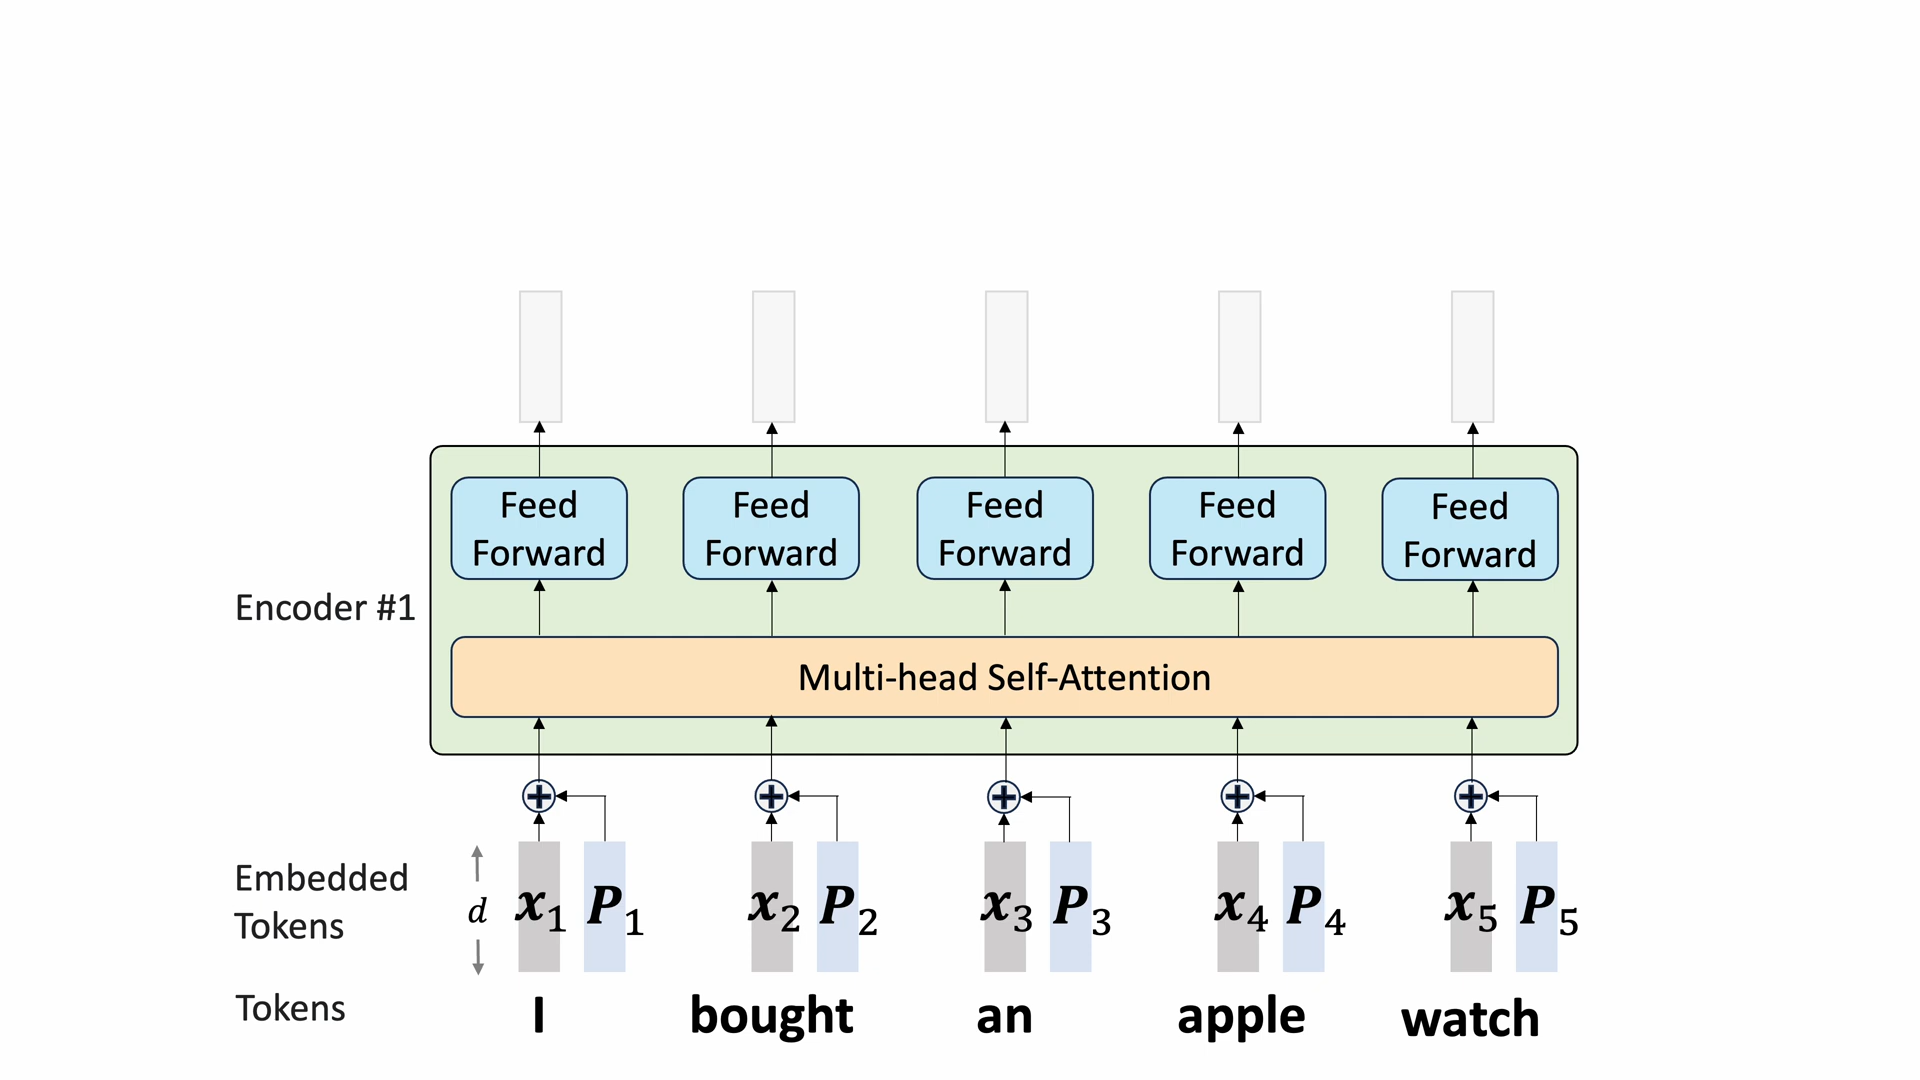 Feed
Forward
Feed
Forward
Feed
Forward
Feed
Forward
Feed
Forward
Encoder #1
Multi-head Self-Attention
Embedded
Tokens
d
x1 P1 x2 P2 x3 P3 x4 P4 x5 P5
Tokens
I bought an apple watch